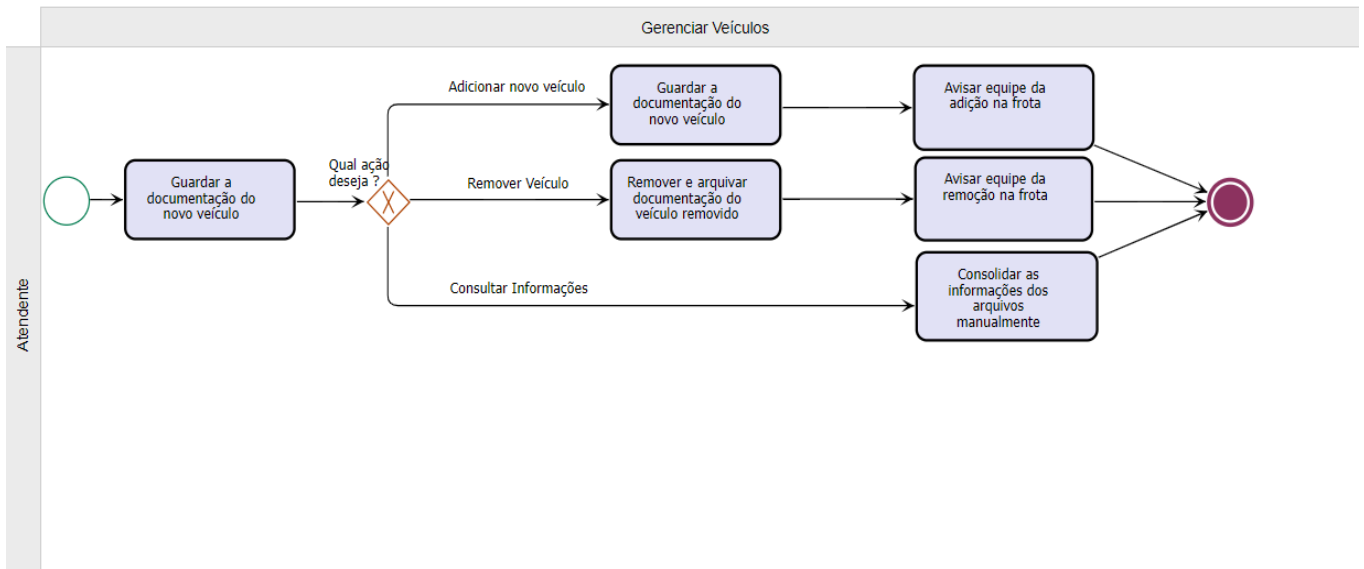 Gerenciar Veículos
Atendente
Guardar a
documentação do
novo veículo
Qual ação
deseja ?
Adicionar novo veículo
Guardar a
documentação do
novo veículo
Avisar equipe da
adição na frota
Remover Veículo
Remover e arquivar
documentação do
veículo removido
Avisar equipe da
remoção na frota
Consultar Informações
Consolidar as
informações dos
arquivos
manualmente